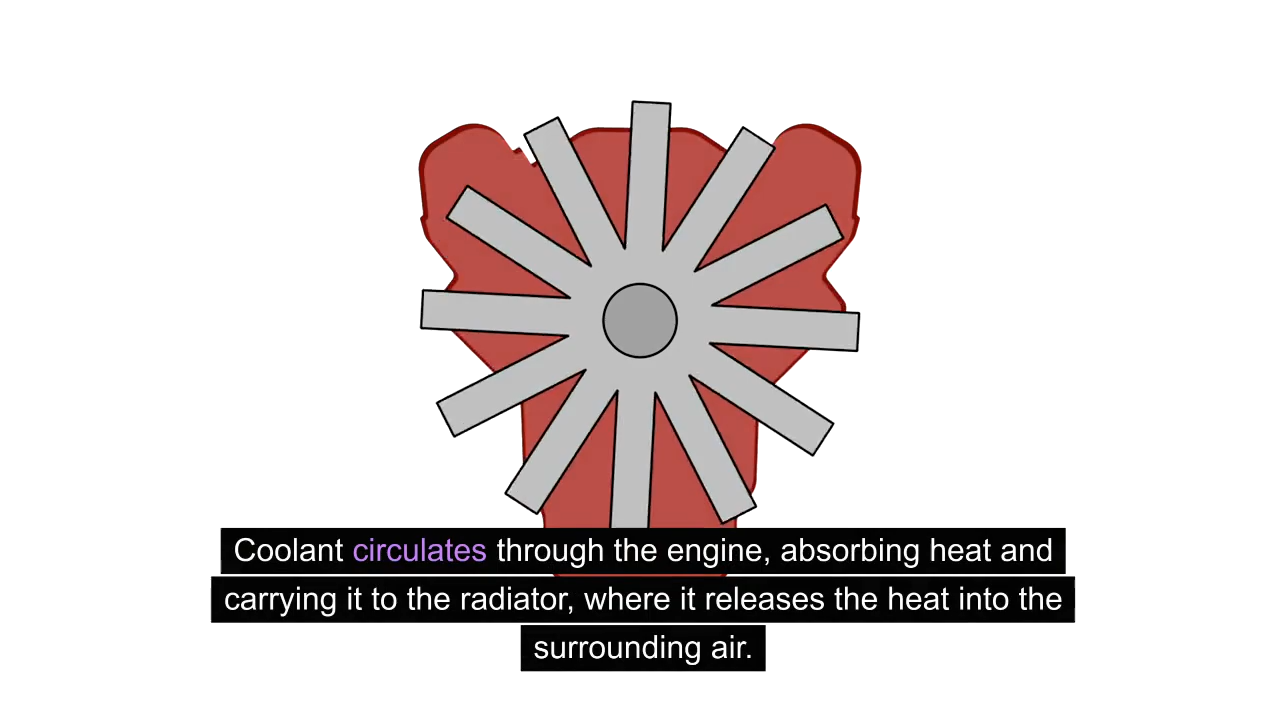 Coolant circulates through the engine, absorbing heat and
carrying it to the radiator, where it releases the heat into the
surrounding air.